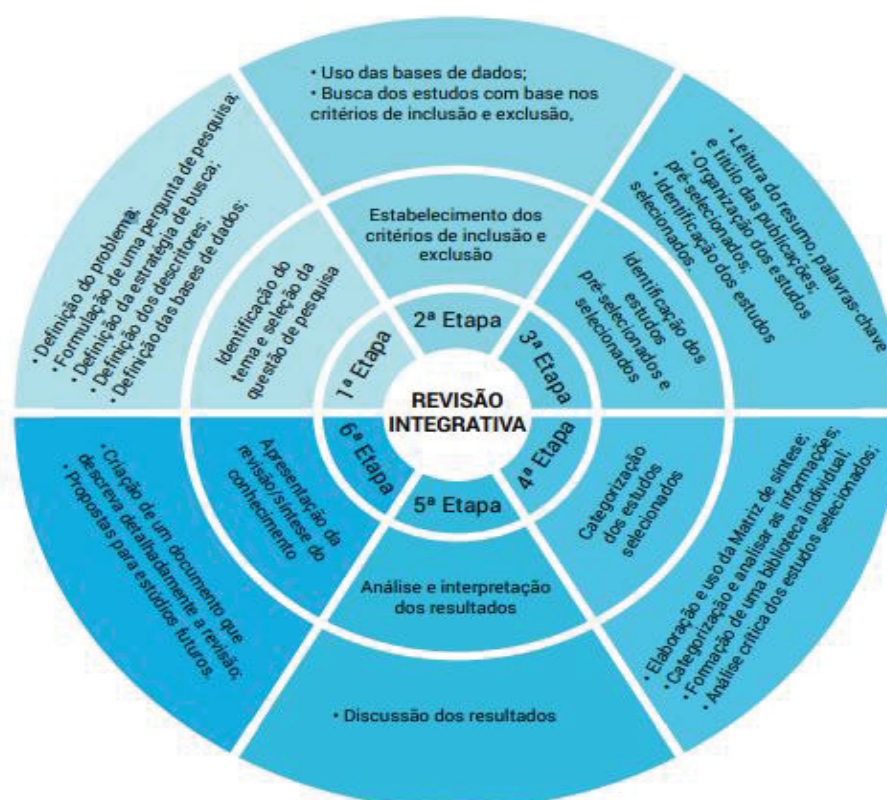 REVISÃO
INTEGRATIVA
1ª Etapa
Identificação do
tema e seleção da
questão de pesquisa
• Definição do problema;
• Formulação de uma pergunta de pesquisa;
• Definição da estratégia de busca;
• Definição dos descritores;
• Definição das bases de dados;
2ª Etapa
Estabelecimento dos
critérios de inclusão e
exclusão
• Uso das bases de dados;
• Busca dos estudos com base nos
critérios de inclusão e exclusão,
3ª Etapa
Identificação dos
estudos
pré-selecionados e
selecionados
• Leitura do resumo, palavras-chave
e titúlo das publicações;
• Organização dos estudos
pré-selecionados;
• Identificação dos estudos
selecionados.
4ª Etapa
Categorização
dos estudos
selecionados
• Elaboração e uso da Matriz de síntese;
• Categorização e analisar as informações;
• Formação de uma biblioteca individual;
• Análise crítica dos estudos selecionados;
5ª Etapa
Análise e interpretação
dos resultados
• Discussão dos resultados
6ª Etapa
Apresentação da
revisão/síntese do
conhecimento
• Criação de um documento que
descreva detalhadamente a revisão;
• Propostas para estúdios futuros.